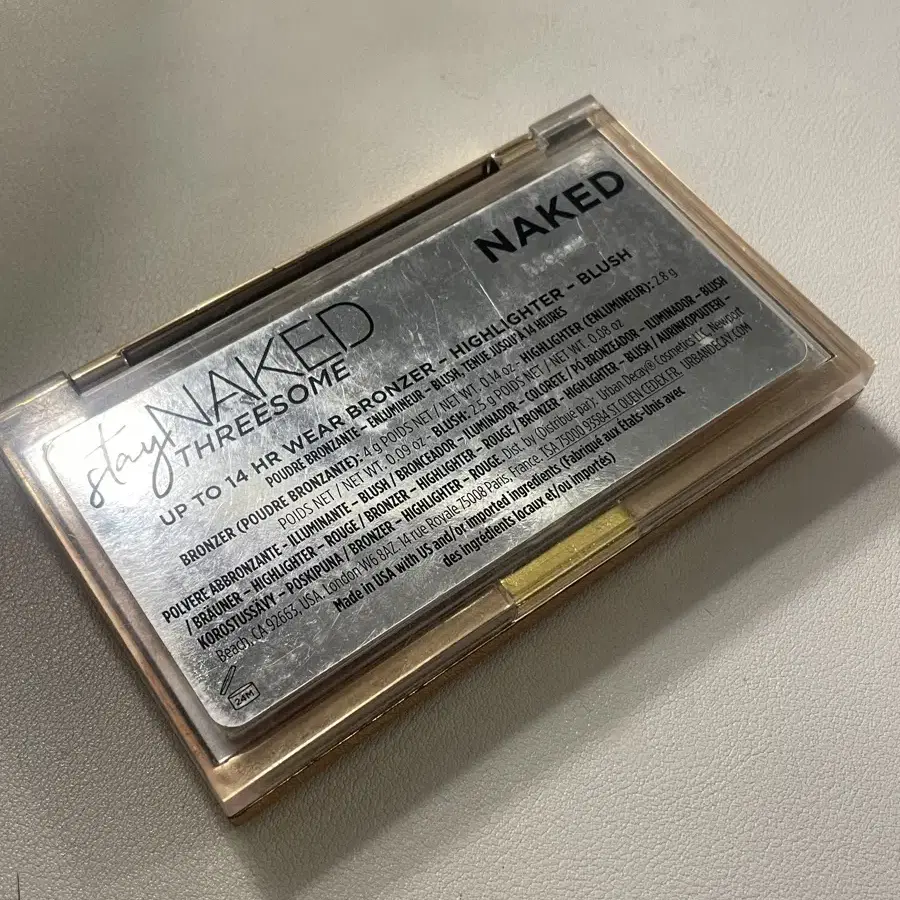 stay NAKED
THREESOME
NAKED
UP TO 14 HR WEAR BRONZER – HIGHLIGHTER – BLUSH
POUDRE BRONZANTE – ENLUMINEUR – BLUSH, TENUE JUSQU'À 14 HEURES
BRONZER (POUDRE BRONZANTE): 4.0 g POIDS NET / NET WT. 0.14 oz – HIGHLIGHTER (ENLUMINEUR): 2.8 g
POIDS NET / NET WT. 0.09 oz – BLUSH: 2.5 g POIDS NET / NET WT. 0.08 oz
POLVERE ABBRONZANTE – ILLUMINANTE – BLUSH / BRONCEADOR – ILUMINADOR – COLORETE / PÓ BRONZEADOR – ILUMINADOR – BLUSH
/ BRÄUNER – HIGHLIGHTER – ROUGE / BRONZER – HIGHLIGHTER – ROUGE / BRONZER – HIGHLIGHTER – BLUSH / AURINKOPUUTERI –
KOROSTUSSÄVY – POSKIPUNA / BRONZER – HIGHLIGHTER – ROUGE Dist. by (Distribué par): Urban Decay® Cosmetics LLC, Newport
Beach, CA 92663, USA, London W6 8AZ. 14 rue Royale 75008 Paris, France TSA 75000 93584 ST OUEN CEDEX FR. URBANDECAY.COM
Made in USA with US and/or imported ingredients (Fabriqué aux États-Unis avec
des ingrédients locaux et/ou importés)
24M